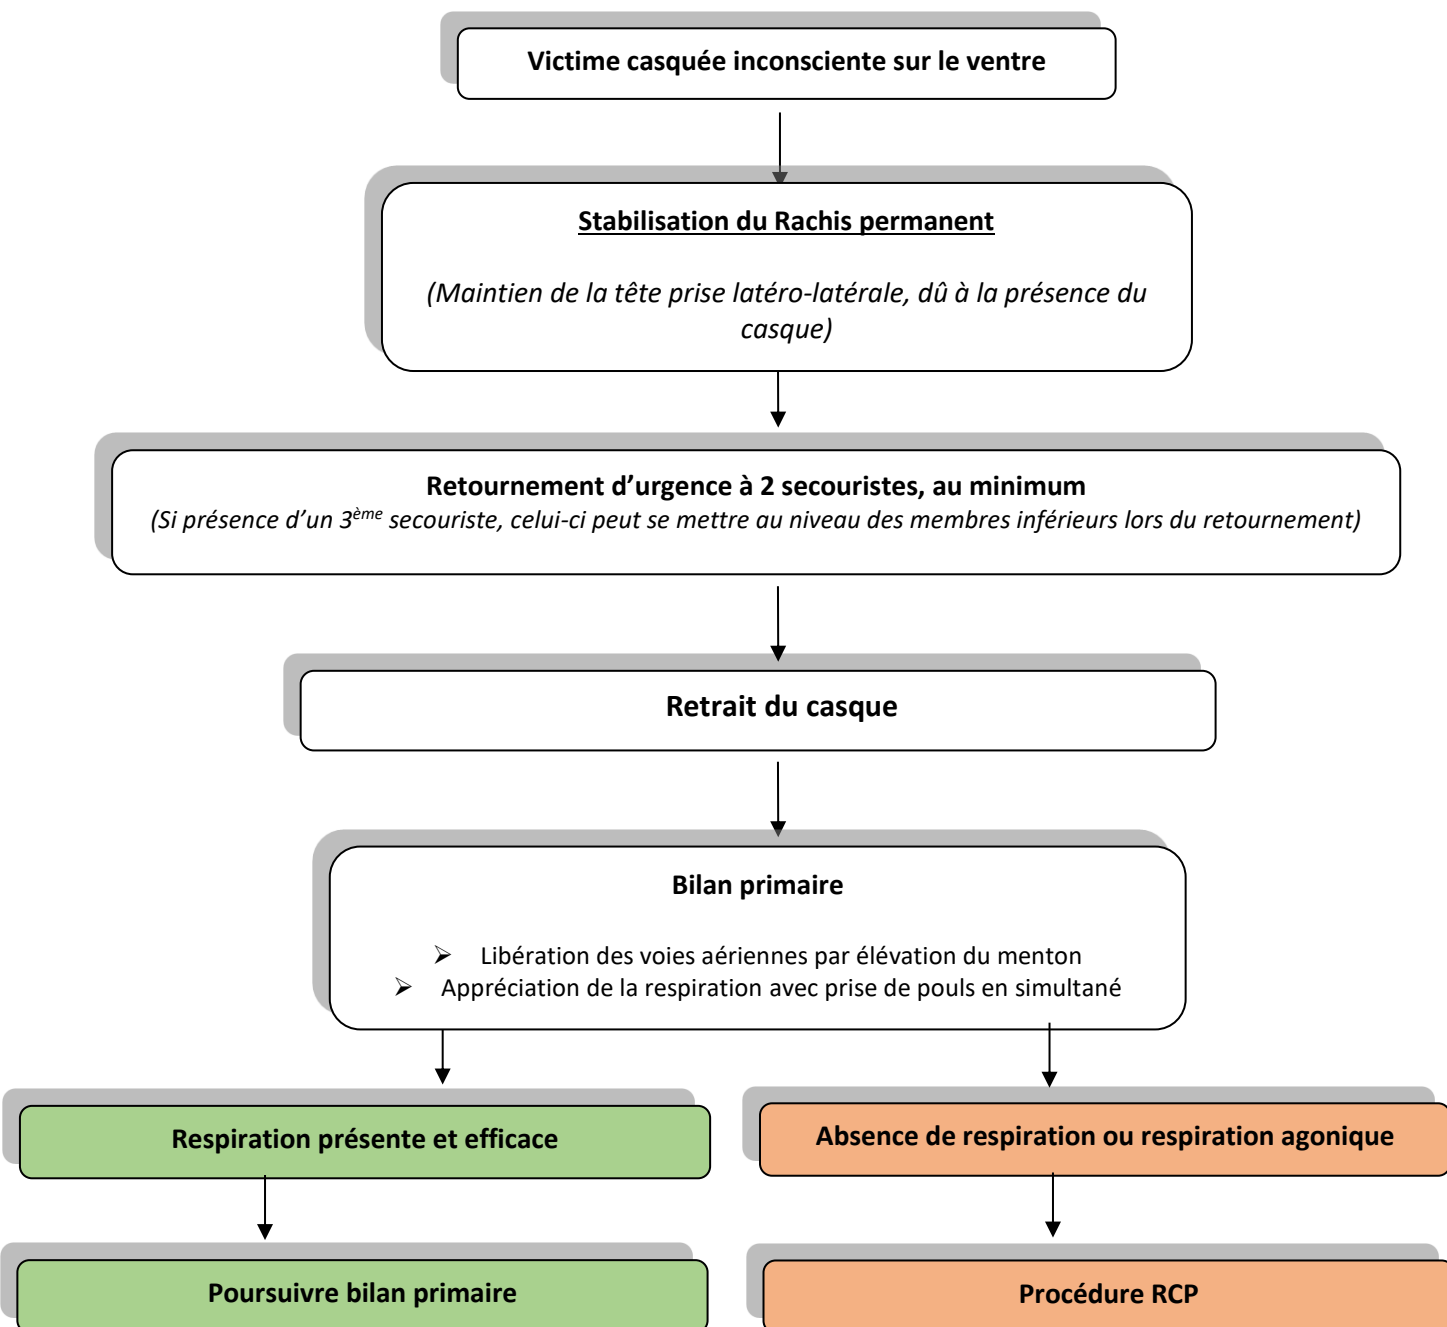 Victime casquée inconsciente sur le ventre
Stabilisation du Rachis permanent
(Maintien de la tête prise latéro-latérale, dû à la présence du
casque)
Retournement d’urgence à 2 secouristes, au minimum
(Si présence d’un 3ème secouriste, celui-ci peut se mettre au niveau des membres inférieurs lors du retournement)
Retrait du casque
Bilan primaire
➢ Libération des voies aériennes par élévation du menton
➢ Appréciation de la respiration avec prise de pouls en simultané
Respiration présente et efficace
Absence de respiration ou respiration agonique
Poursuivre bilan primaire
Procédure RCP